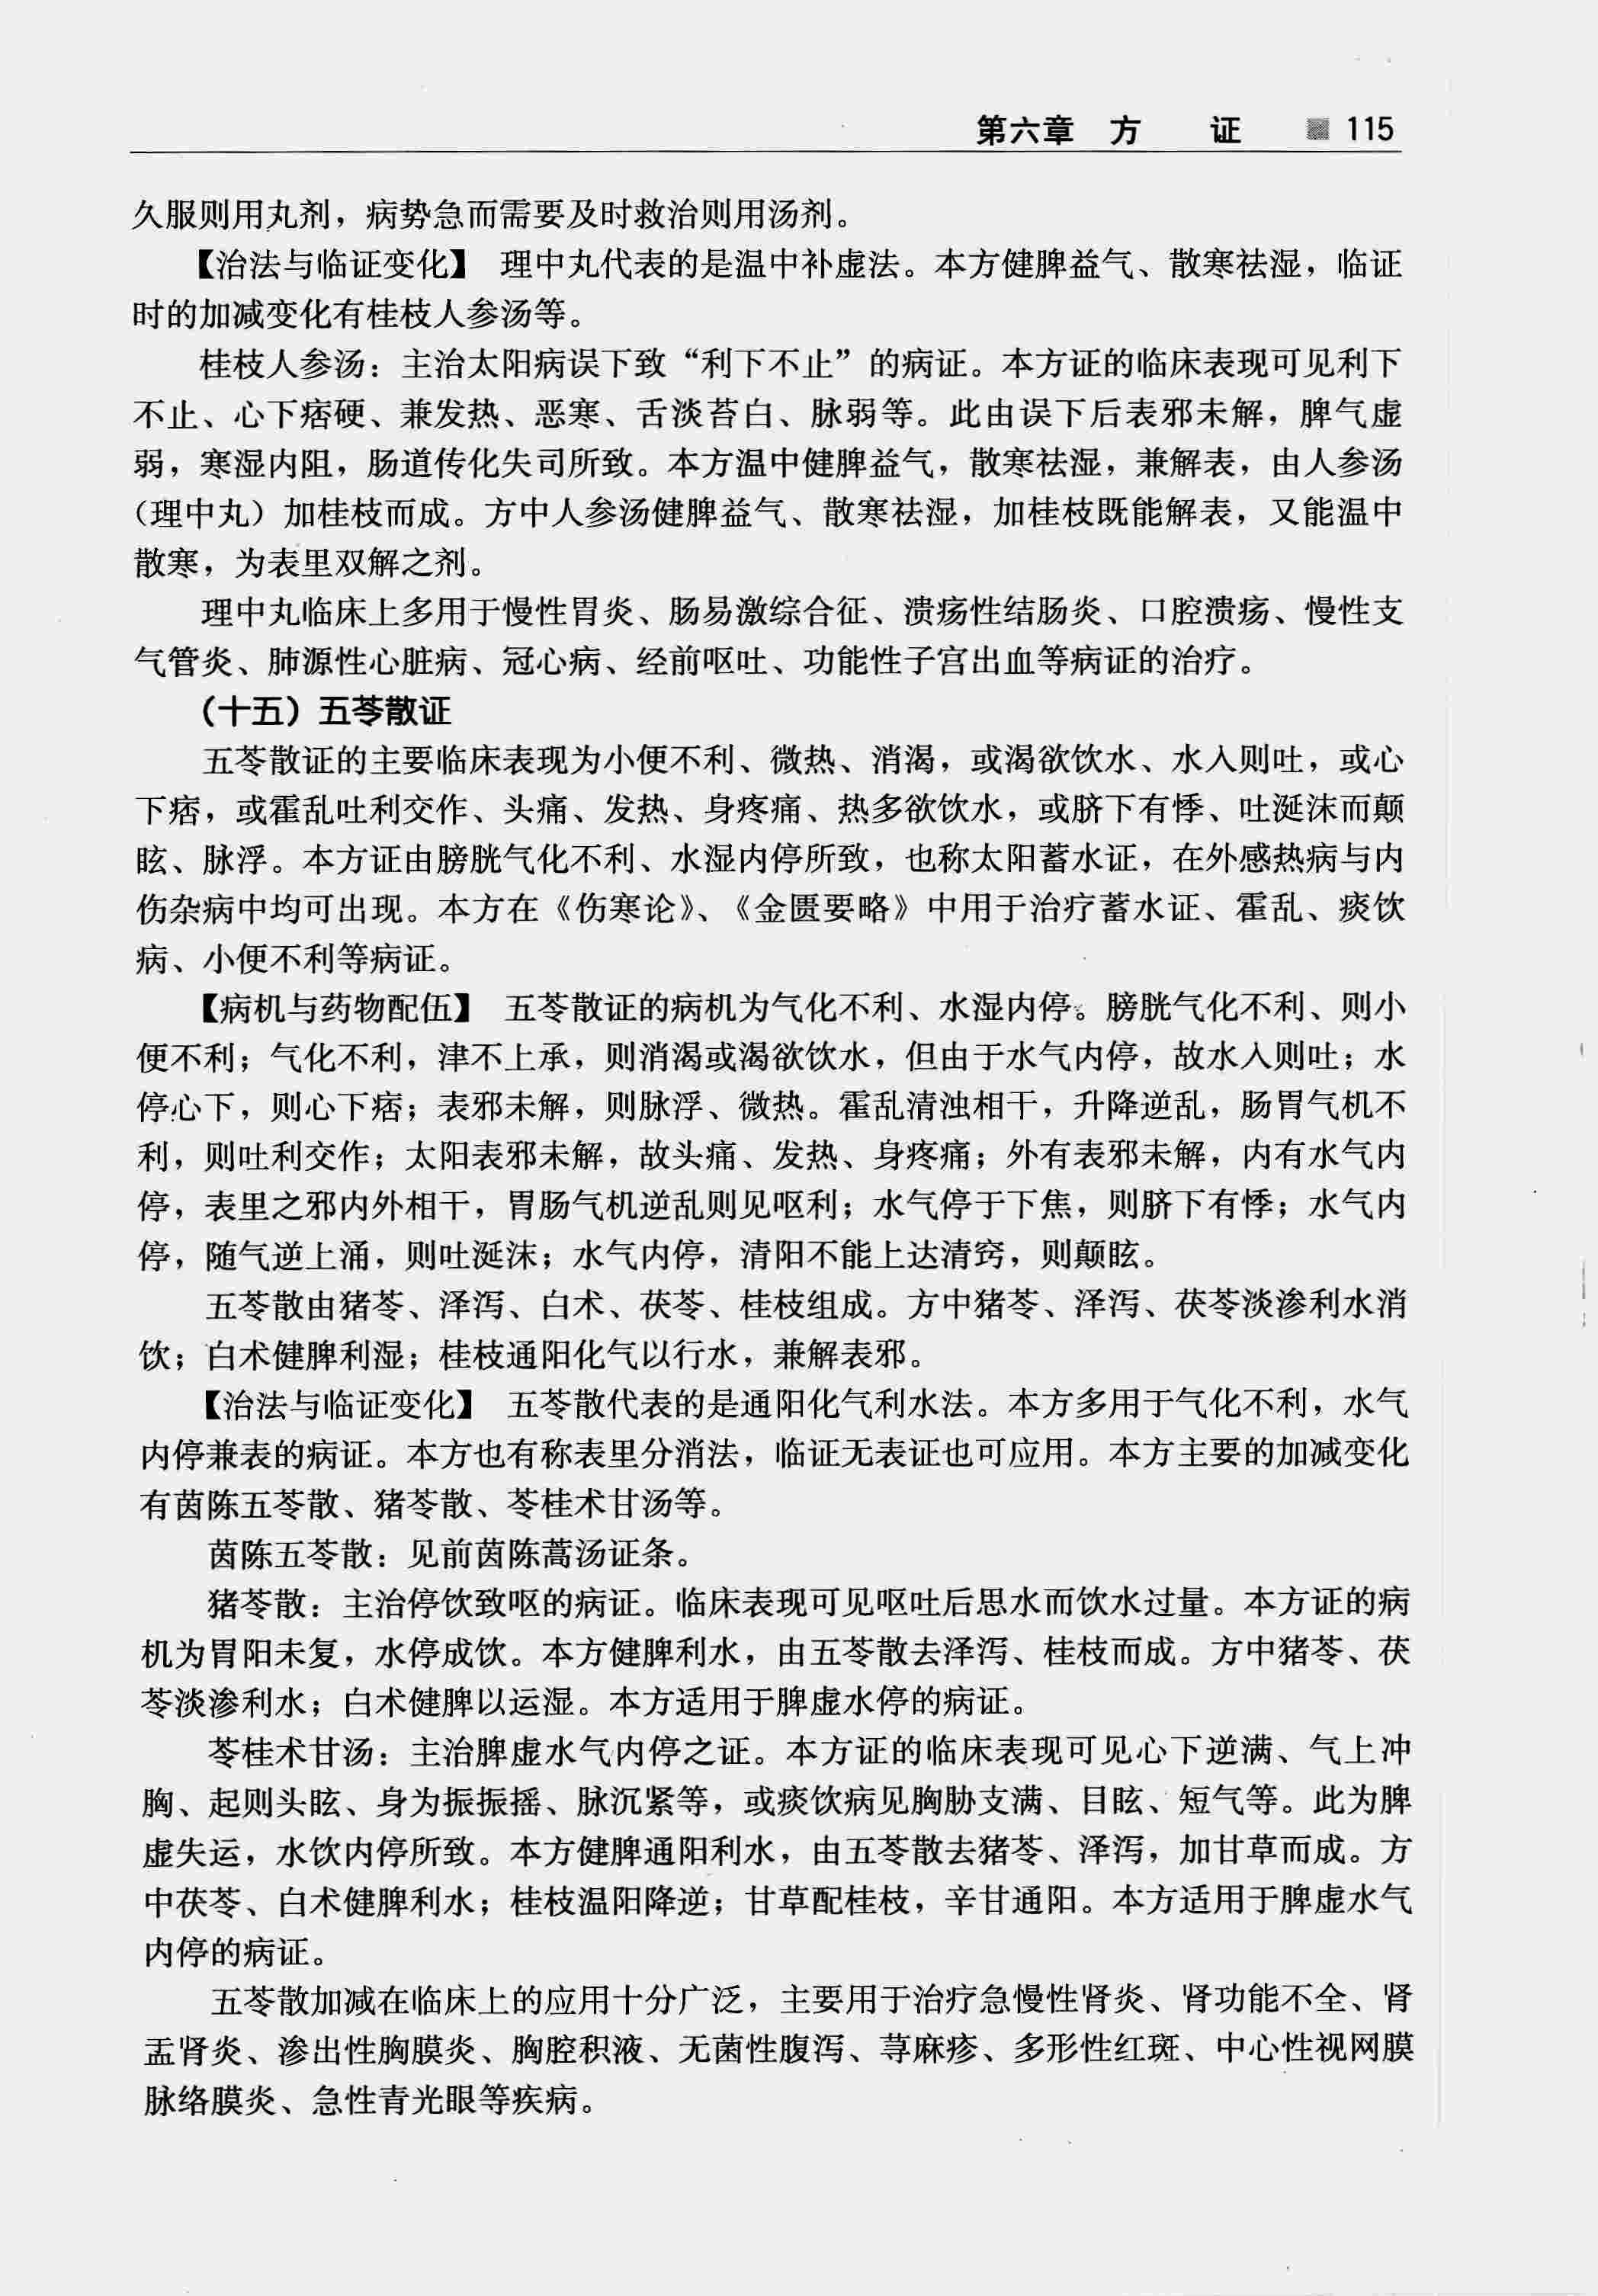 第六章 方 证 115
久服则用丸剂，病势急而需要及时救治则用汤剂。
【治法与临证变化】 理中丸代表的是温中补虚法。本方健脾益气、散寒祛湿，临证
时的加减变化有桂枝人参汤等。
桂枝人参汤：主治太阳病误下致“利下不止”的病证。本方证的临床表现可见利下
不止、心下痞硬、兼发热、恶寒、舌淡苔白、脉弱等。此由误下后表邪未解，脾气虚
弱，寒湿内阻，肠道传化失司所致。本方温中健脾益气，散寒祛湿，兼解表，由人参汤
（理中丸）加桂枝而成。方中人参汤健脾益气、散寒祛湿，加桂枝既能解表，又能温中
散寒，为表里双解之剂。
理中丸临床上多用于慢性胃炎、肠易激综合征、溃疡性结肠炎、口腔溃疡、慢性支
气管炎、肺源性心脏病、冠心病、经前呕吐、功能性子宫出血等病证的治疗。
（十五）五苓散证
五苓散证的主要临床表现为小便不利、微热、消渴，或渴欲饮水、水入则吐，或心
下痞，或霍乱吐利交作、头痛、发热、身疼痛、热多欲饮水，或脐下有悸、吐涎沫而颠
眩、脉浮。本方证由膀胱气化不利、水湿内停所致，也称太阳蓄水证，在外感热病与内
伤杂病中均可出现。本方在《伤寒论》、《金匮要略》中用于治疗蓄水证、霍乱、痰饮
病、小便不利等病证。
【病机与药物配伍】 五苓散证的病机为气化不利、水湿内停。膀胱气化不利、则小
便不利；气化不利，津不上承，则消渴或渴欲饮水，但由于水气内停，故水入则吐；水
停心下，则心下痞；表邪未解，则脉浮、微热。霍乱清浊相干，升降逆乱，肠胃气机不
利，则吐利交作；太阳表邪未解，故头痛、发热、身疼痛；外有表邪未解，内有水气内
停，表里之邪内外相干，胃肠气机逆乱则见呕利；水气停于下焦，则脐下有悸；水气内
停，随气逆上涌，则吐涎沫；水气内停，清阳不能上达清窍，则颠眩。
五苓散由猪苓、泽泻、白术、茯苓、桂枝组成。方中猪苓、泽泻、茯苓淡渗利水消
饮；白术健脾利湿；桂枝通阳化气以行水，兼解表邪。
【治法与临证变化】 五苓散代表的是通阳化气利水法。本方多用于气化不利，水气
内停兼表的病证。本方也有称表里分消法，临证无表证也可应用。本方主要的加减变化
有茵陈五苓散、猪苓散、苓桂术甘汤等。
茵陈五苓散：见前茵陈蒿汤证条。
猪苓散：主治停饮致呕的病证。临床表现可见呕吐后思水而饮水过量。本方证的病
机为胃阳未复，水停成饮。本方健脾利水，由五苓散去泽泻、桂枝而成。方中猪苓、茯
苓淡渗利水；白术健脾以运湿。本方适用于脾虚水停的病证。
苓桂术甘汤：主治脾虚水气内停之证。本方证的临床表现可见心下逆满、气上冲
胸、起则头眩、身为振振摇、脉沉紧等，或痰饮病见胸胁支满、目眩、短气等。此为脾
虚失运，水饮内停所致。本方健脾通阳利水，由五苓散去猪苓、泽泻，加甘草而成。方
中茯苓、白术健脾利水；桂枝温阳降逆；甘草配桂枝，辛甘通阳。本方适用于脾虚水气
内停的病证。
五苓散加减在临床上的应用十分广泛，主要用于治疗急慢性肾炎、肾功能不全、肾
盂肾炎、渗出性胸膜炎、胸腔积液、无菌性腹泻、荨麻疹、多形性红斑、中心性视网膜
脉络膜炎、急性青光眼等疾病。